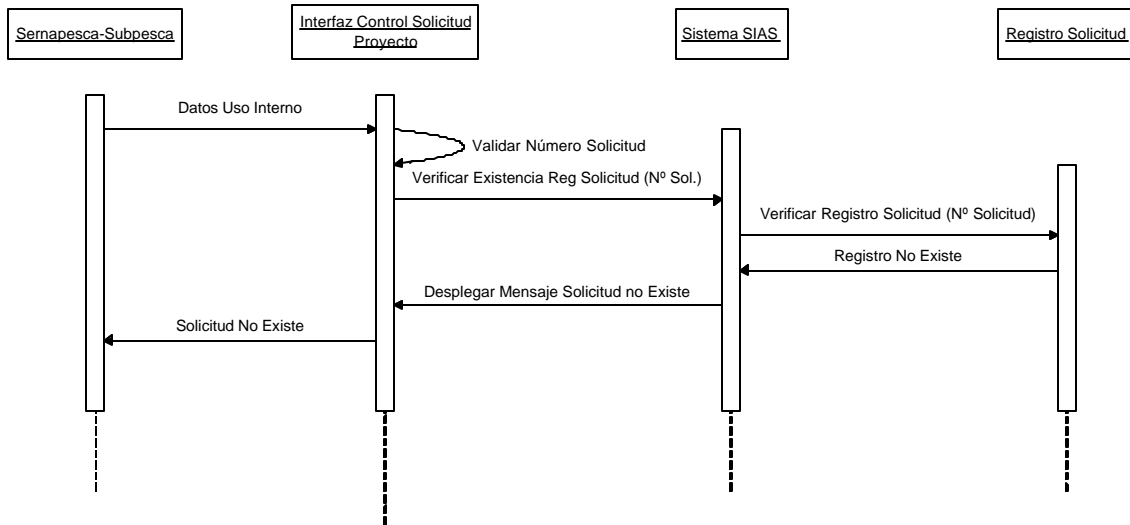 Sernapesca-Subpesca
Interfaz Control Solicitud
Proyecto
Sistema SIAS
Registro Solicitud
Datos Uso Interno
Validar Número Solicitud
Verificar Existencia Reg Solicitud (Nº Sol.)
Verificar Registro Solicitud (Nº Solicitud)
Registro No Existe
Desplegar Mensaje Solicitud no Existe
Solicitud No Existe